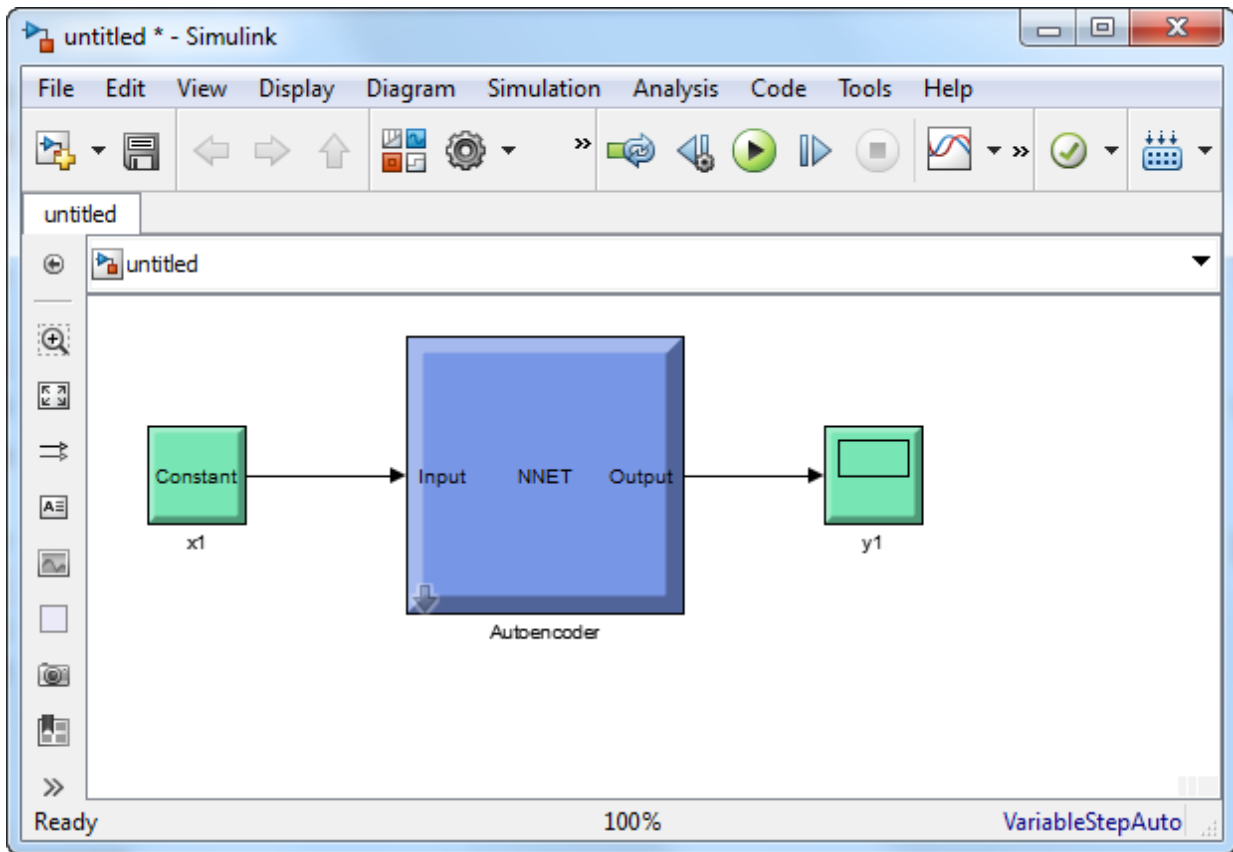 untitled * - Simulink
File Edit View Display Diagram Simulation Analysis Code Tools Help
untitled
untitled
Constant
x1
Input NNET Output
Autoencoder
y1
Ready 100% VariableStepAuto